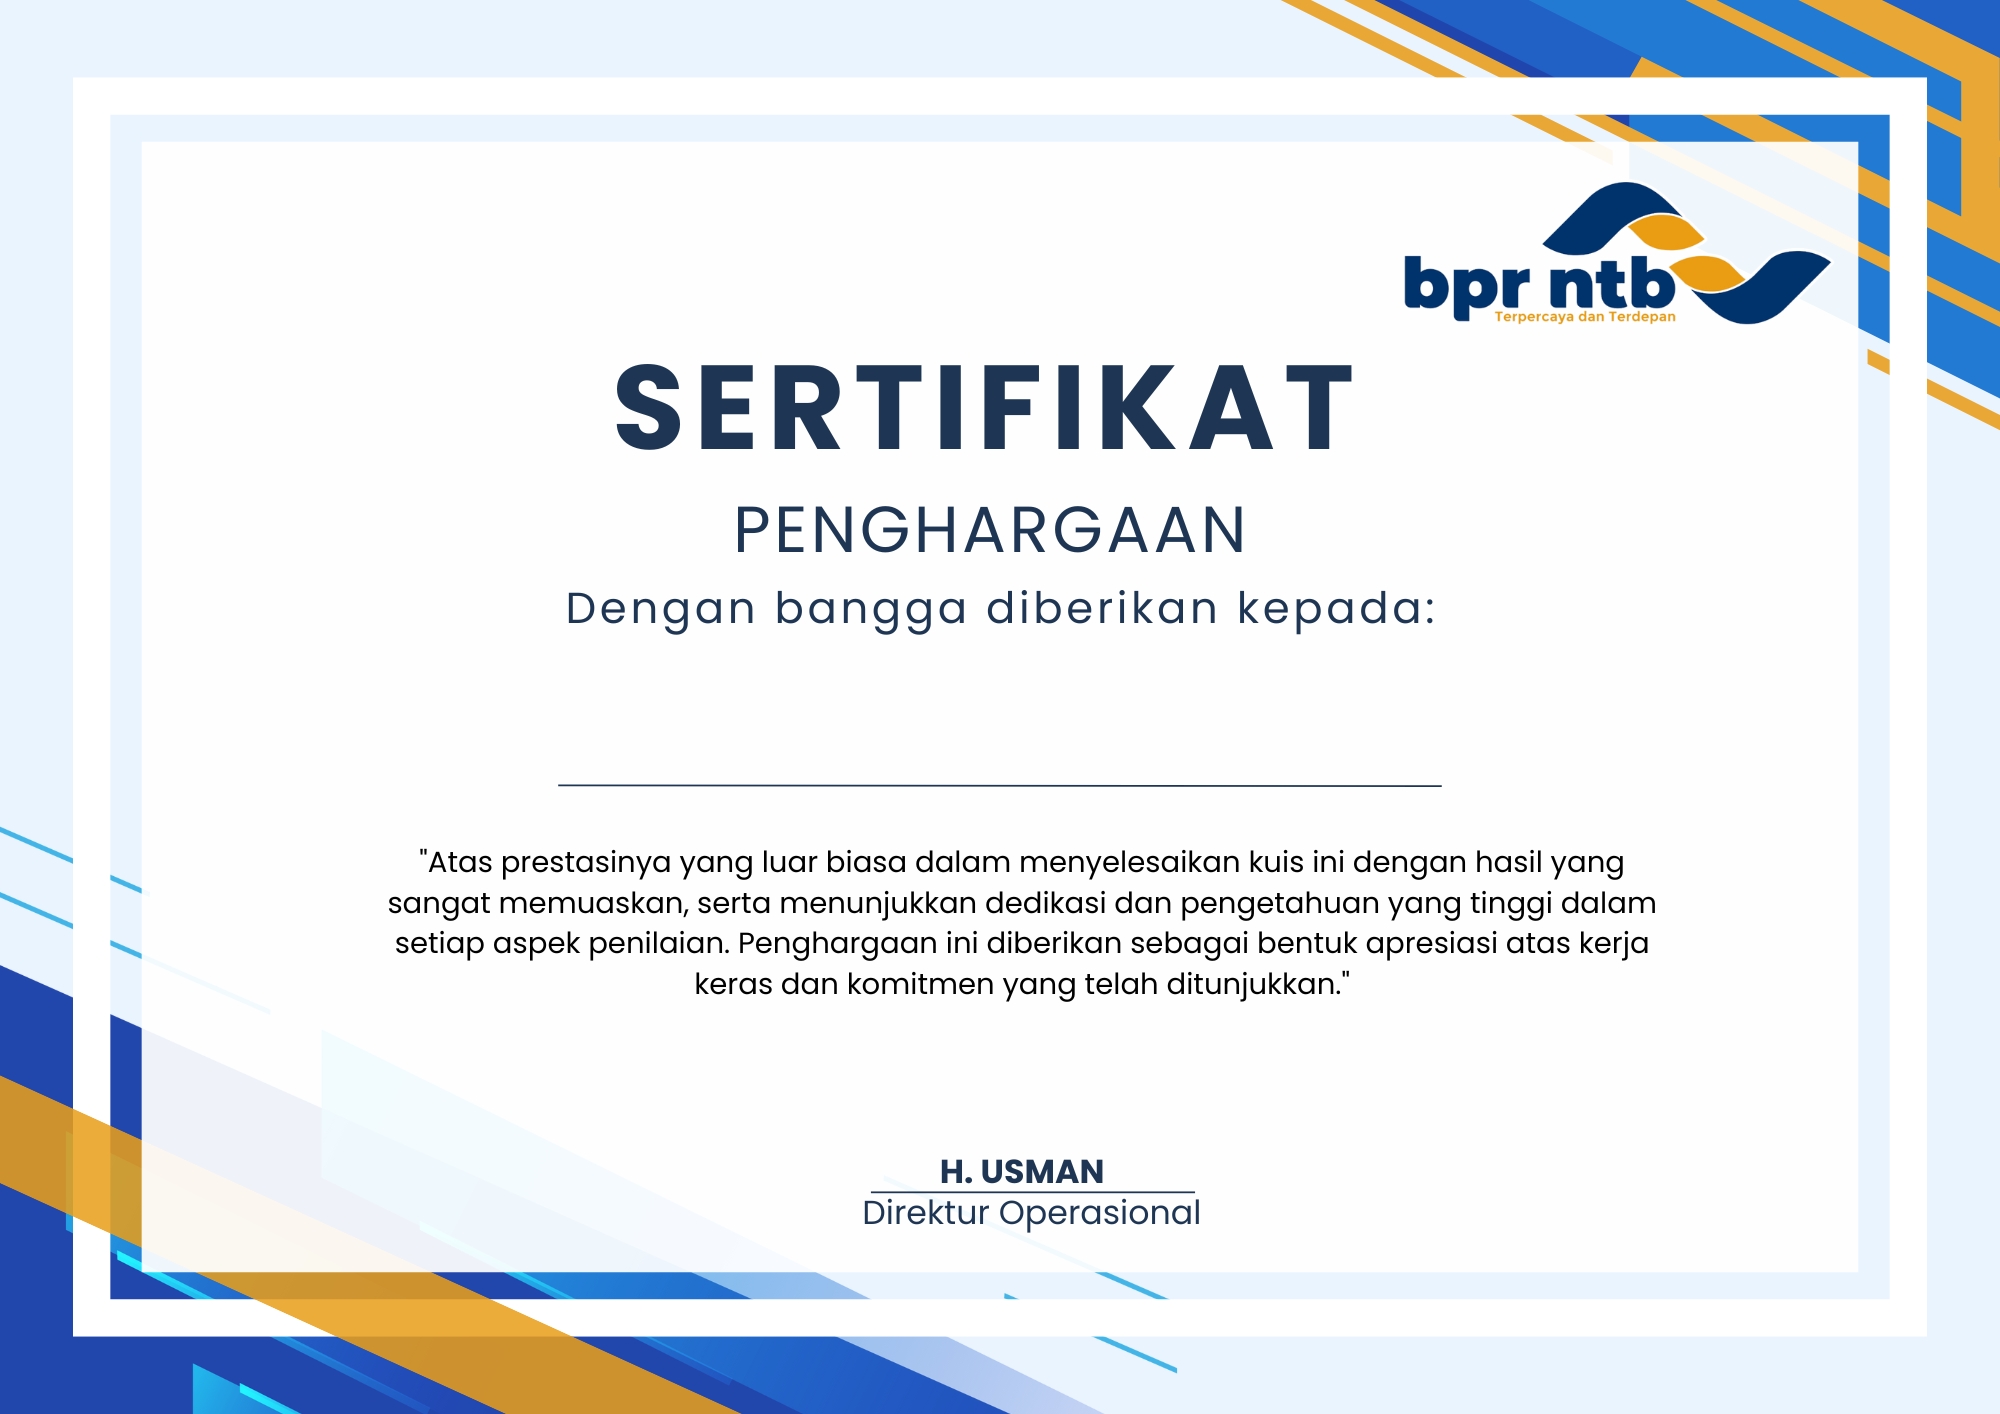 bpr ntb
Terpercaya dan Terdepan
SERTIFIKAT
PENGHARGAAN
Dengan bangga diberikan kepada:
"Atas prestasinya yang luar biasa dalam menyelesaikan kuis ini dengan hasil yang
sangat memuaskan, serta menunjukkan dedikasi dan pengetahuan yang tinggi dalam
setiap aspek penilaian. Penghargaan ini diberikan sebagai bentuk apresiasi atas kerja
keras dan komitmen yang telah ditunjukkan."
H. USMAN
Direktur Operasional